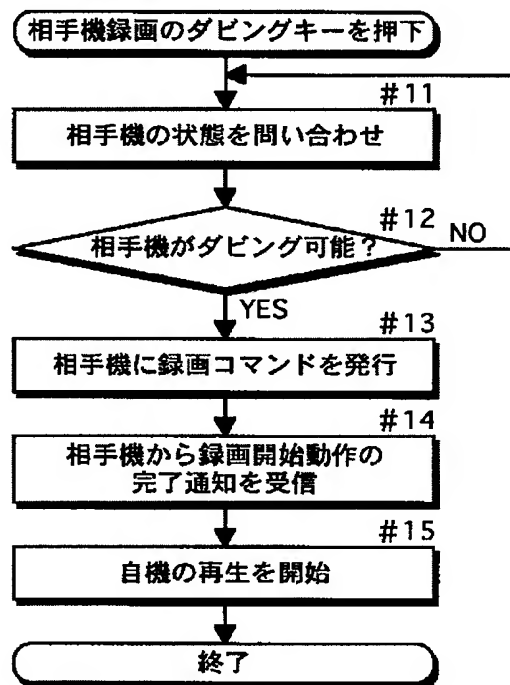 相手機録画のダビングキーを押下
#11
相手機の状態を問い合わせ
#12
相手機がダビング可能?
NO
YES
#13
相手機に録画コマンドを発行
#14
相手機から録画開始動作の
完了通知を受信
#15
自機の再生を開始
終了